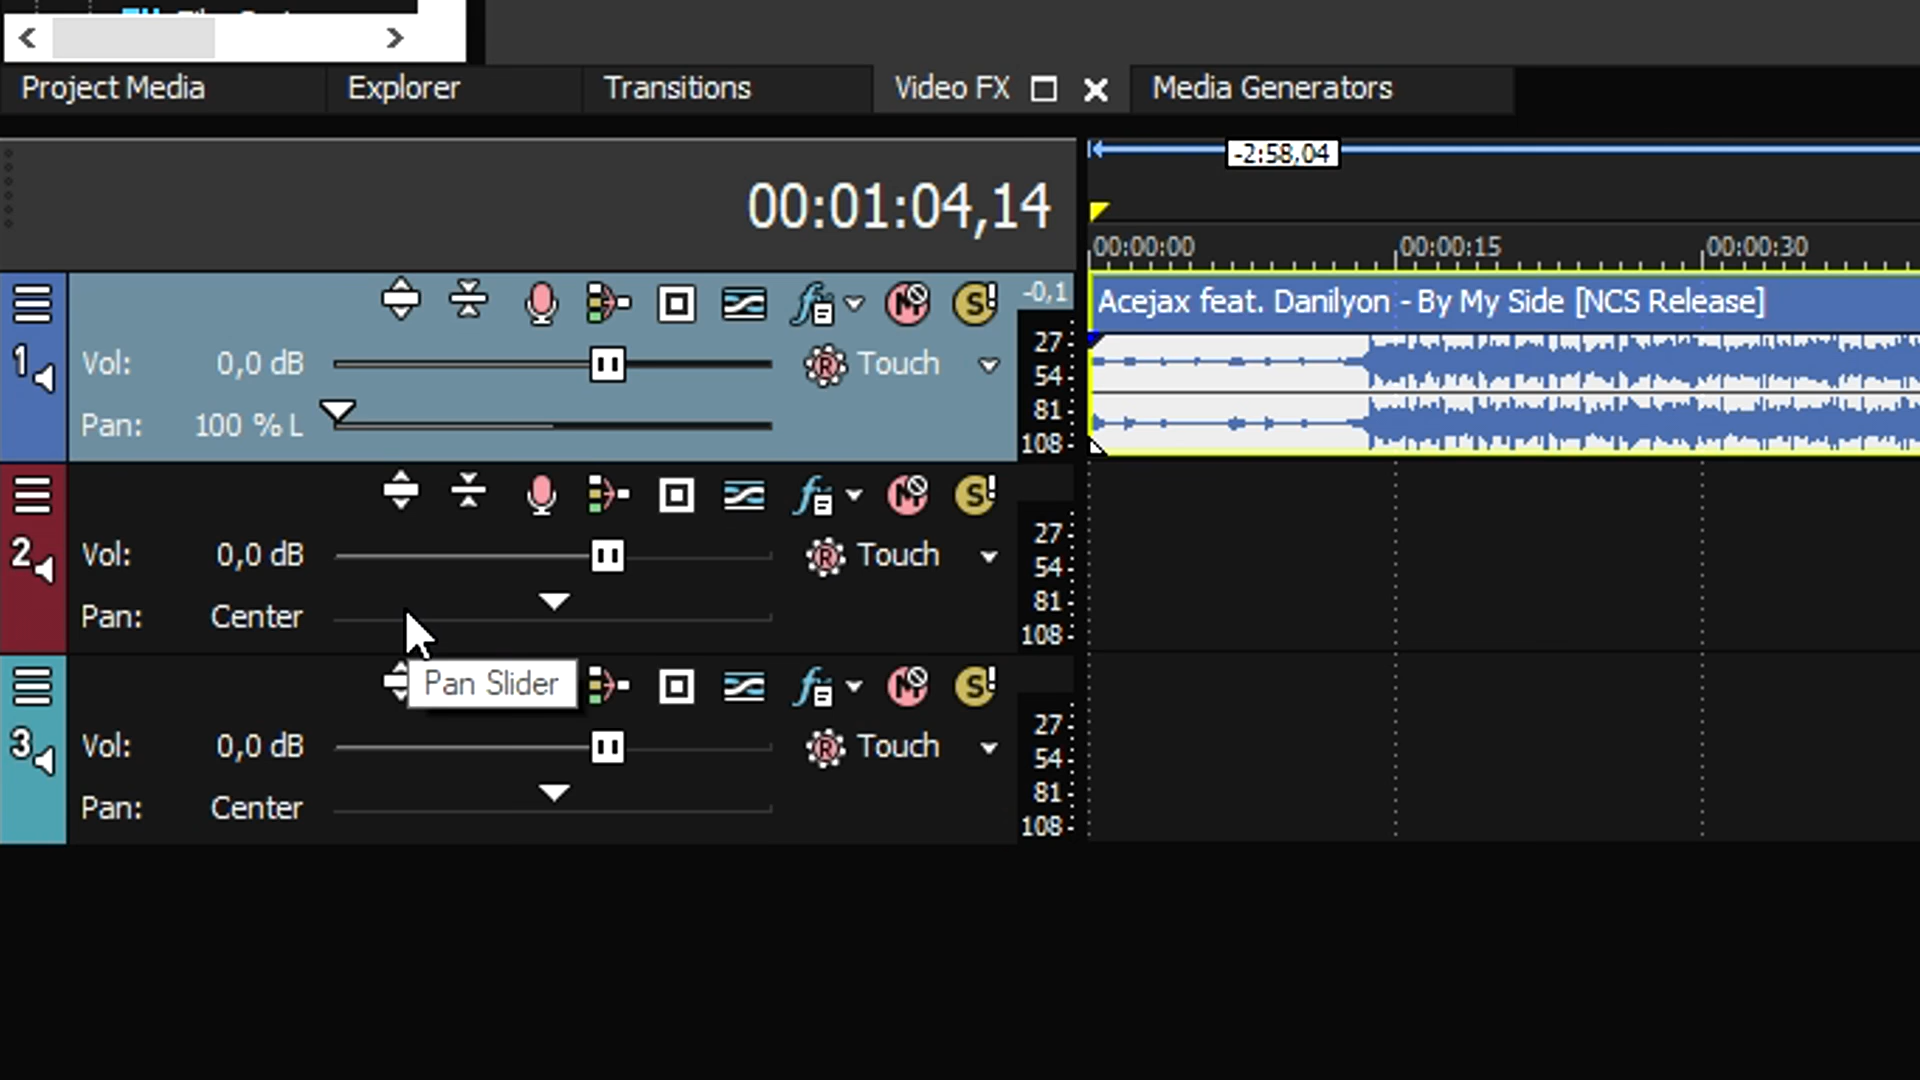 Project Media
Explorer
Transitions
Video FX
Media Generators
-2:58,04
00:01:04,14
00:00:00
00:00:15
00:00:30
-0,1
Acejax feat. Danilyon - By My Side [NCS Release]
1
Vol:
0,0 dB
Touch
Pan:
100 % L
27
54
81
108
2
Vol:
0,0 dB
Touch
Pan:
Center
27
54
81
108
Pan Slider
3
Vol:
0,0 dB
Touch
Pan:
Center
27
54
81
108